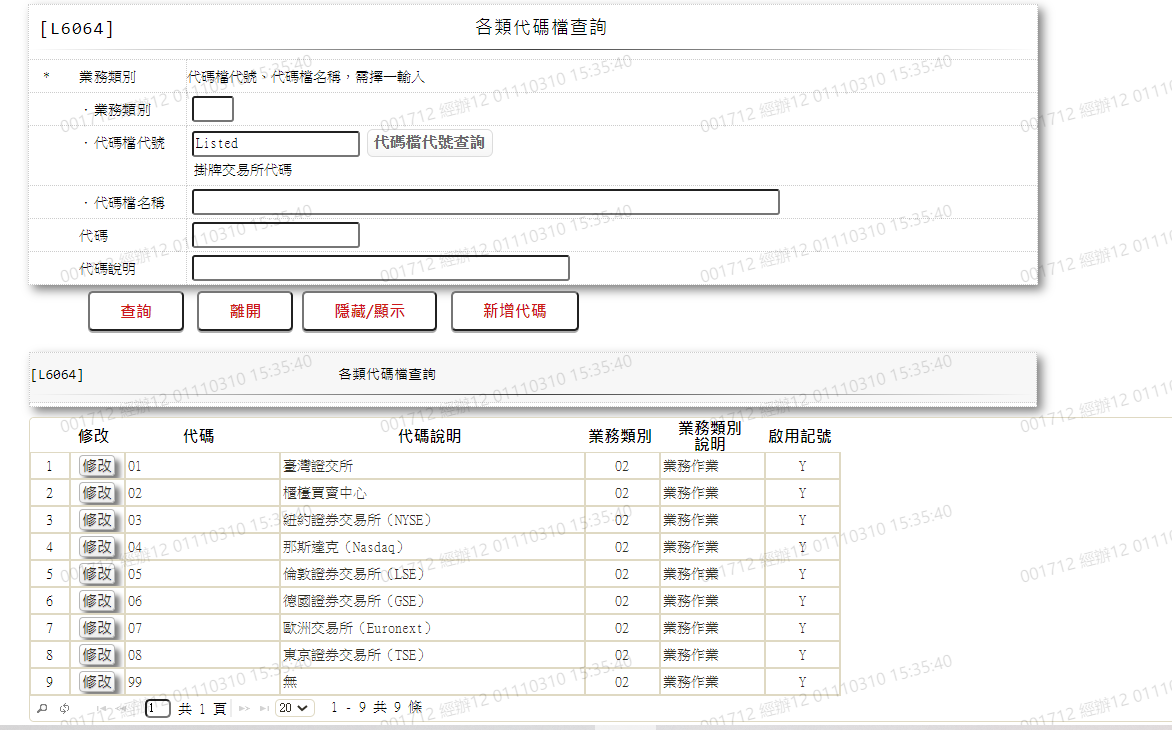 [L6064] 各類代碼檔查詢
* 業務類別 代碼檔代號、代碼檔名稱，需擇一輸入
．業務類別
．代碼檔代號 Listed 代碼檔代號查詢
掛牌交易所代碼
．代碼檔名稱
代碼
代碼說明
查詢 離開 隱藏/顯示 新增代碼
[L6064] 各類代碼檔查詢
修改 代碼 代碼說明 業務類別 業務類別說明 啟用記號
1 修改 01 臺灣證交所 02 業務作業 Y
2 修改 02 櫃檯買賣中心 02 業務作業 Y
3 修改 03 紐約證券交易所（NYSE） 02 業務作業 Y
4 修改 04 那斯達克（Nasdaq） 02 業務作業 Y
5 修改 05 倫敦證券交易所（LSE） 02 業務作業 Y
6 修改 06 德國證券交易所（GSE） 02 業務作業 Y
7 修改 07 歐洲交易所（Euronext） 02 業務作業 Y
8 修改 08 東京證券交易所（TSE） 02 業務作業 Y
9 修改 99 無 02 業務作業 Y
1 共 1 頁 20 1 - 9 共 9 條
001712 經辦12 01110310 15:35:40